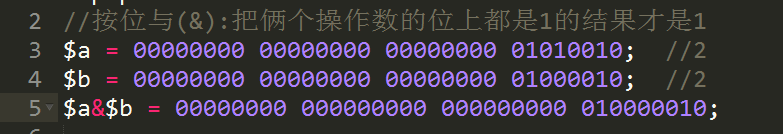 2 //按位与(&):把俩个操作数的位上都是1的结果才是1
3 $a = 00000000 00000000 00000000 01010010; //2
4 $b = 00000000 00000000 00000000 01000010; //2
5 $a&$b = 00000000 000000000 000000000 010000010;